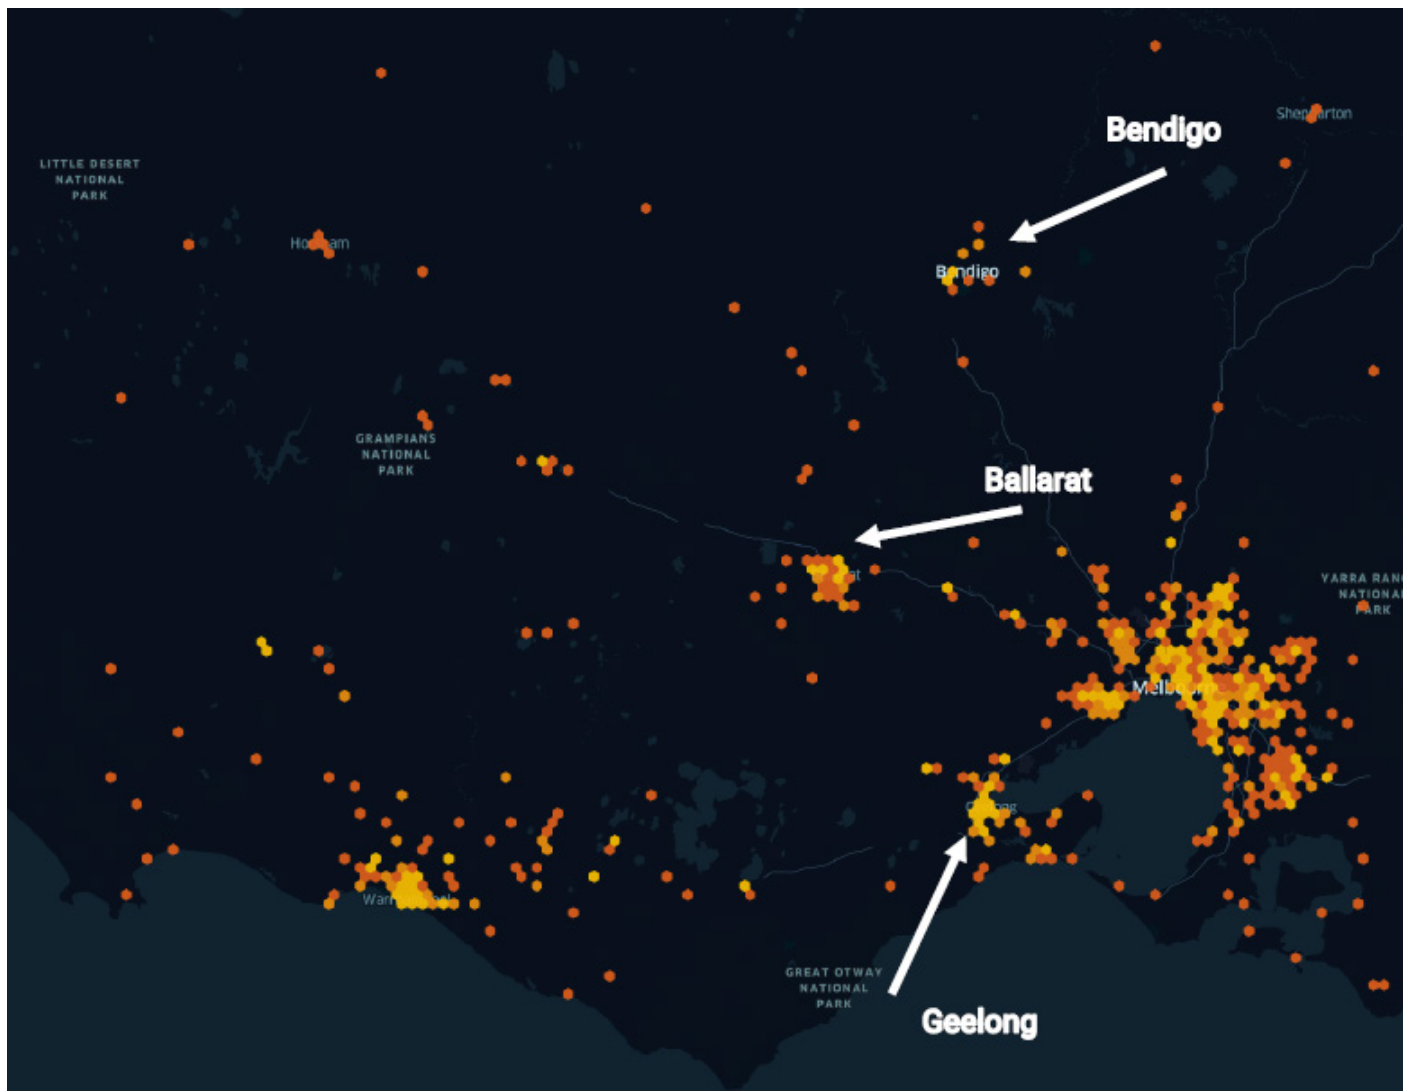 Shepparton
Bendigo
LITTLE DESERT
NATIONAL
PARK
Bendigo
GRAMPIANS
NATIONAL
PARK
Ballarat
YARRA RAN
NATIONAL
PARK
Melbourne
GREAT OTWAY
NATIONAL
PARK
Geelong